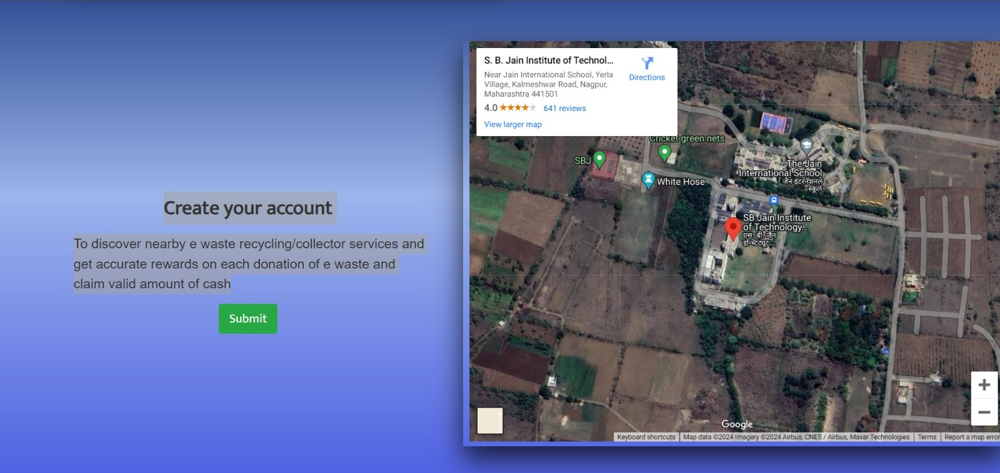 Create your account
To discover nearby e waste recycling/collector services and
get accurate rewards on each donation of e waste and
claim valid amount of cash
Submit
S. B. Jain Institute of Technol...
Near Jain International School, Yerla
Village, Kalmeshwar Road, Nagpur,
Maharashtra 441501
4.0
641 reviews
View larger map
Directions
Cricket green nets
SBJ
White Hose
The Jain
International School
जैन इंटरनॅशनल
स्कूल
SB Jain Institute
of Technology...
एस. बी. जैन
इन्स्टिट्यूट...
Google
Keyboard shortcuts
Map data ©2024 Imagery ©2024 Airbus, CNES / Airbus, Maxar Technologies
Terms
Report a map error